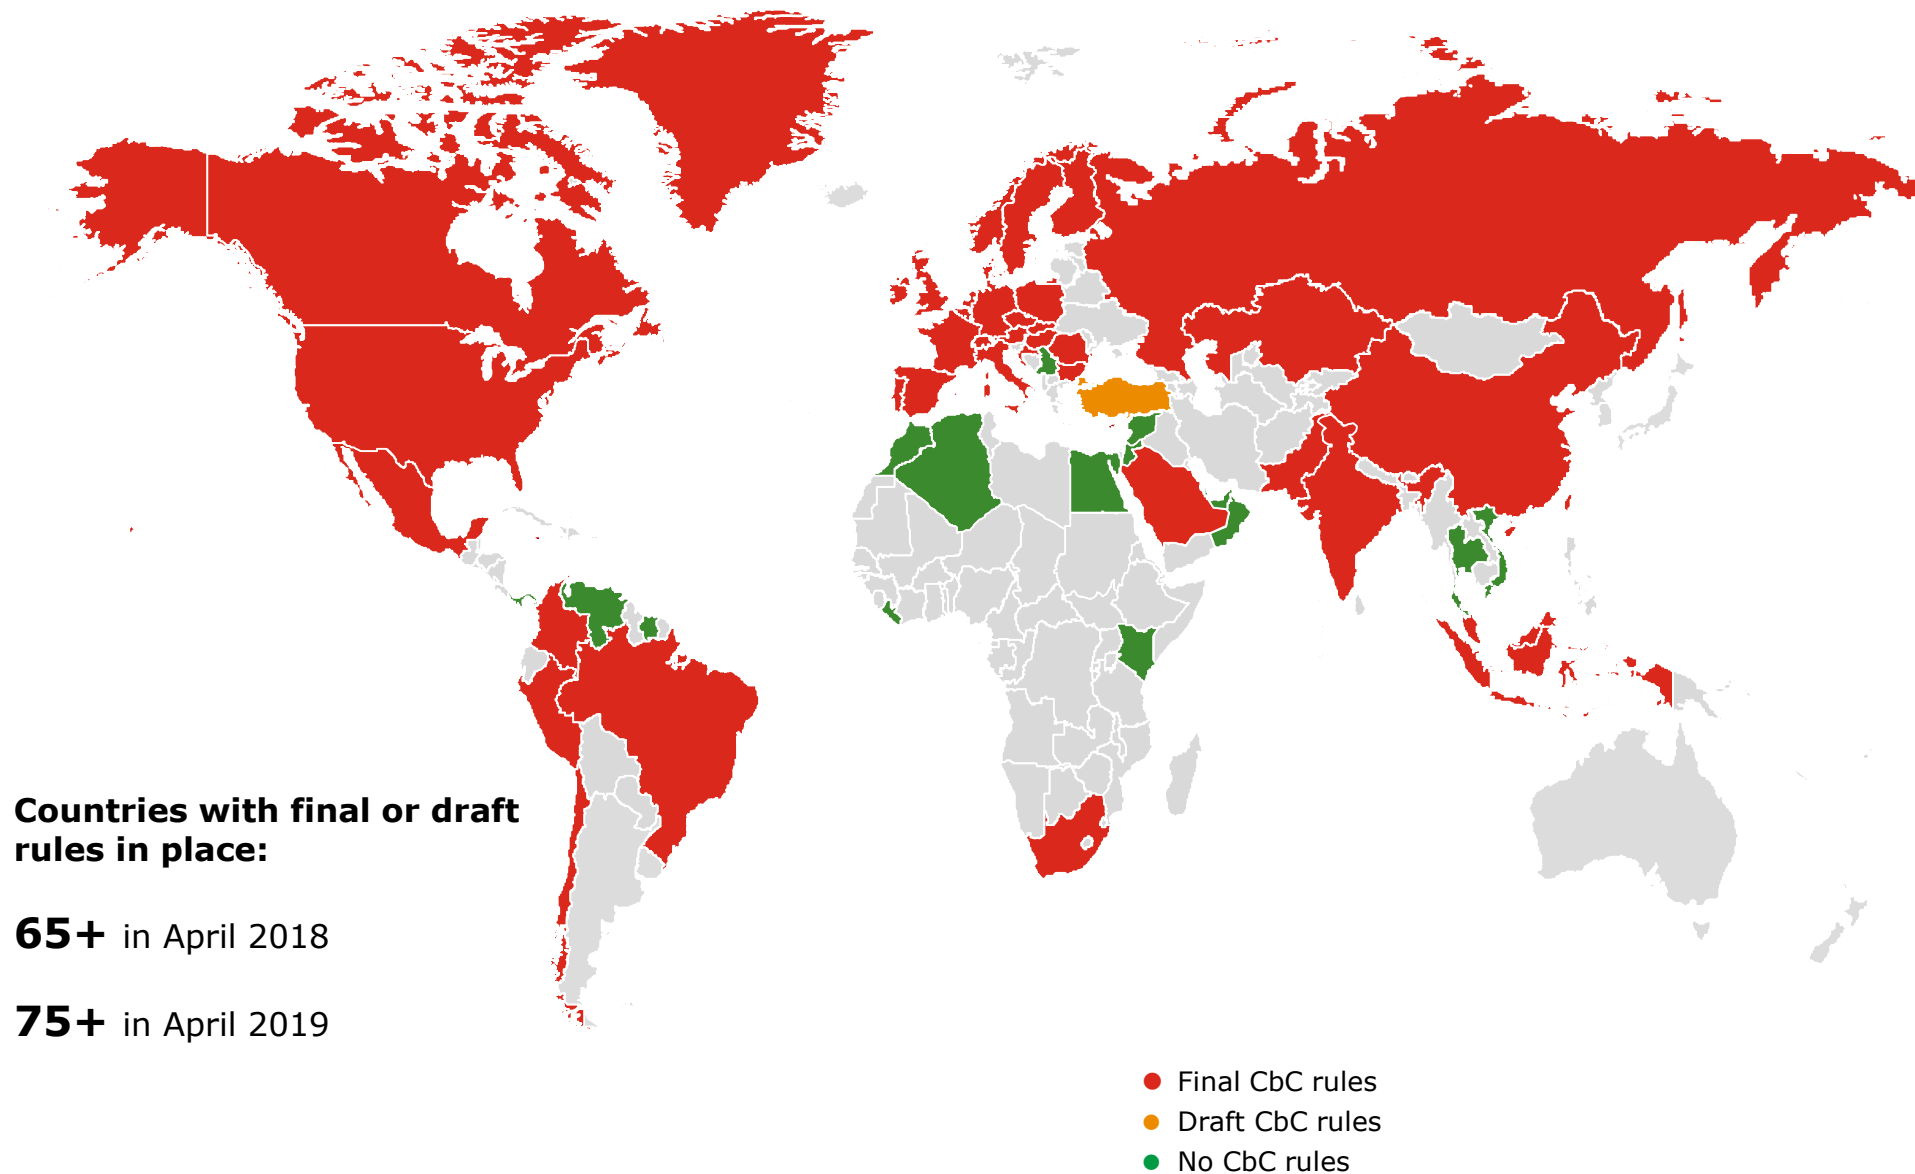 Countries with final or draft
rules in place:
65+ in April 2018
75+ in April 2019
Final CbC rules
Draft CbC rules
No CbC rules